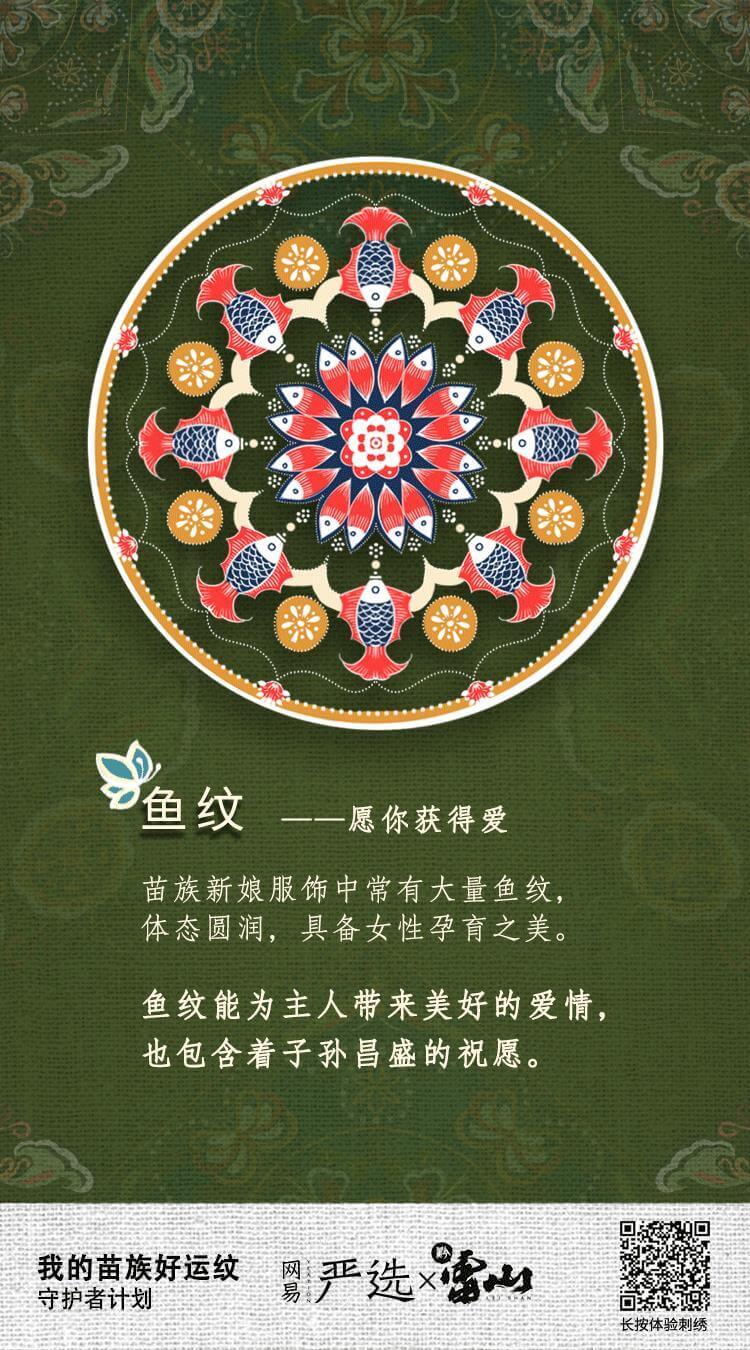 鱼纹 ——愿你获得爱
苗族新娘服饰中常有大量鱼纹，
体态圆润，具备女性孕育之美。
鱼纹能为主人带来美好的爱情，
也包含着子孙昌盛的祝愿。
我的苗族好运纹
守护者计划
网易严选×黔雷山
LEI SHAN
长按体验刺绣